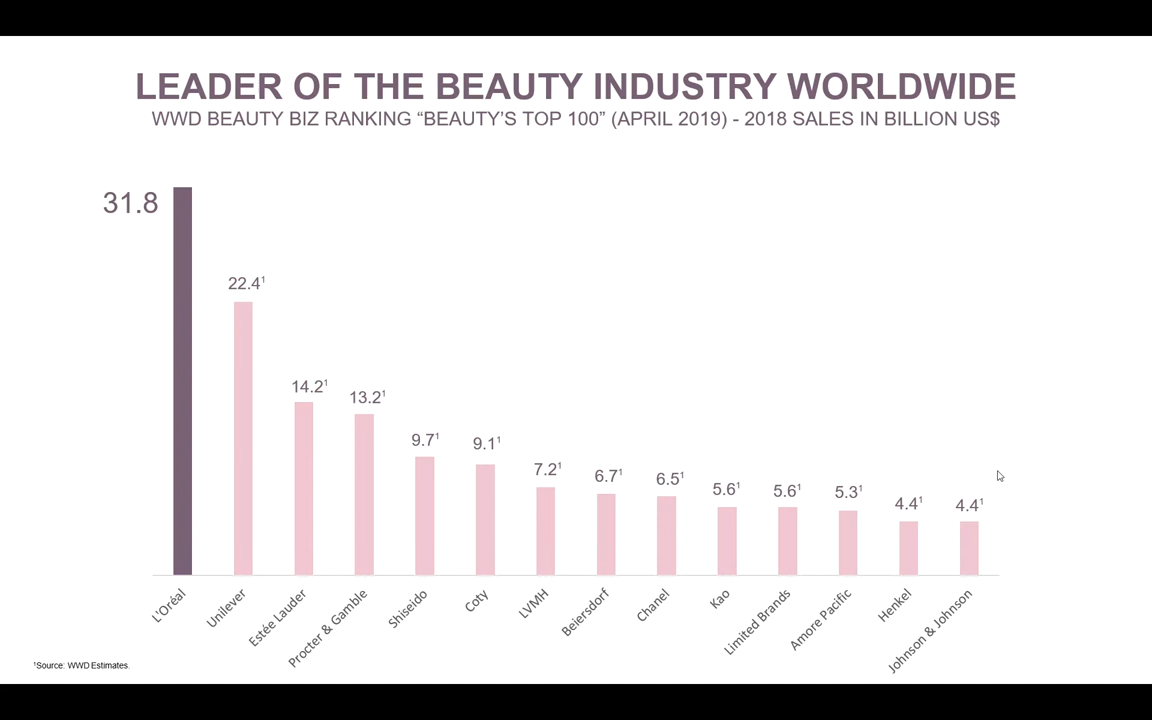 LEADER OF THE BEAUTY INDUSTRY WORLDWIDE
WWD BEAUTY BIZ RANKING “BEAUTY’S TOP 100” (APRIL 2019) - 2018 SALES IN BILLION US$
31.8
22.4¹
14.2¹
13.2¹
9.7¹
9.1¹
7.2¹
6.7¹
6.5¹
5.6¹
5.6¹
5.3¹
4.4¹
4.4¹
L'Oréal
Unilever
Estée Lauder
Procter & Gamble
Shiseido
Coty
LVMH
Beiersdorf
Chanel
Kao
Limited Brands
Amore Pacific
Henkel
Johnson & Johnson
¹Source: WWD Estimates.